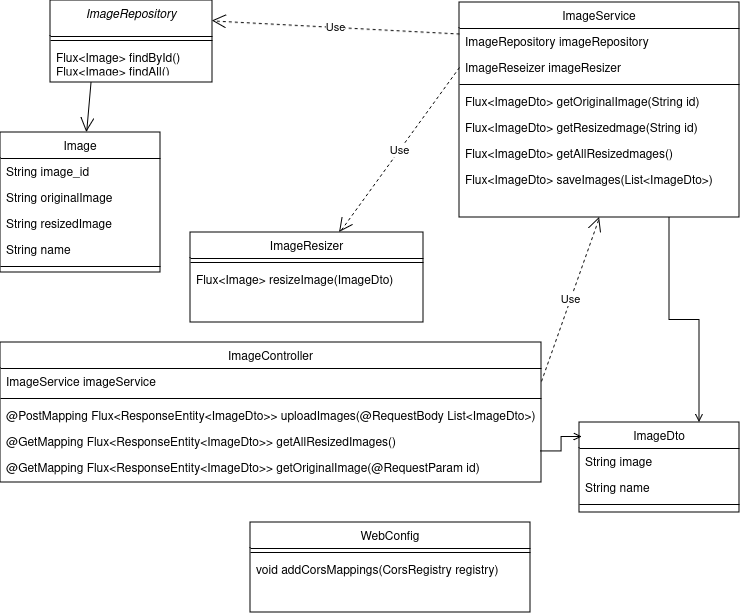 ImageRepository
Flux<Image> findById()
Flux<Image> findAll()
Use
ImageService
ImageRepository imageRepository
ImageReseizer imageResizer
Flux<ImageDto> getOriginalImage(String id)
Flux<ImageDto> getResizedmage(String id)
Flux<ImageDto> getAllResizedmages()
Flux<ImageDto> saveImages(List<ImageDto>)
Image
String image_id
String originalImage
String resizedImage
String name
Use
ImageResizer
Flux<Image> resizeImage(ImageDto)
Use
ImageController
ImageService imageService
@PostMapping Flux<ResponseEntity<ImageDto>> uploadImages(@RequestBody List<ImageDto>)
@GetMapping Flux<ResponseEntity<ImageDto>> getAllResizedImages()
@GetMapping Flux<ResponseEntity<ImageDto>> getOriginalImage(@RequestParam id)
ImageDto
String image
String name
WebConfig
void addCorsMappings(CorsRegistry registry)